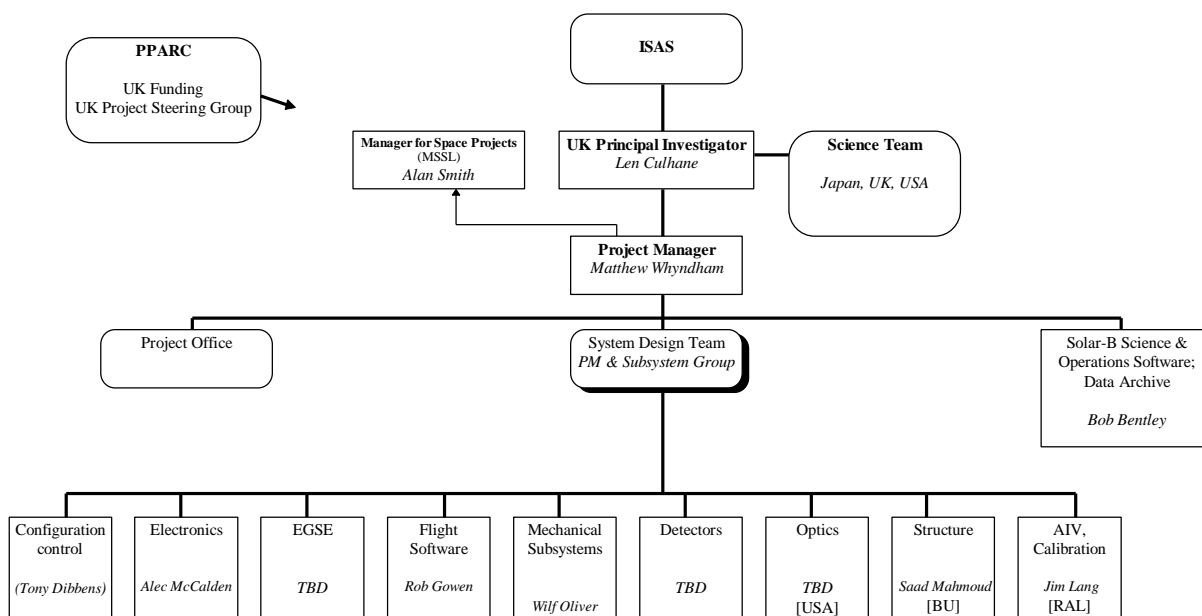 PPARC
UK Funding
UK Project Steering Group
ISAS
Manager for Space Projects
(MSSL)
Alan Smith
UK Principal Investigator
Len Culhane
Science Team
Japan, UK, USA
Project Manager
Matthew Whyndham
Project Office
System Design Team
PM & Subsystem Group
Solar-B Science &
Operations Software;
Data Archive
Bob Bentley
Configuration
control
(Tony Dibbens)
Electronics
Alec McCalden
EGSE
TBD
Flight
Software
Rob Gowen
Mechanical
Subsystems
Wilf Oliver
Detectors
TBD
Optics
TBD
[USA]
Structure
Saad Mahmoud
[BU]
AIV,
Calibration
Jim Lang
[RAL]